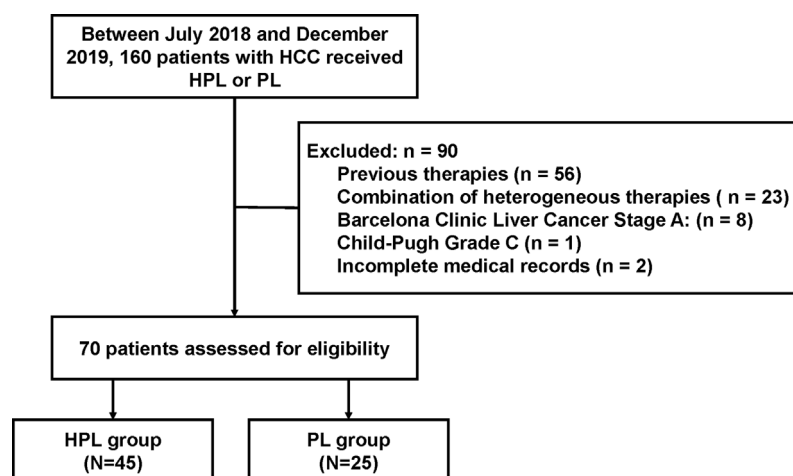 Between July 2018 and December
2019, 160 patients with HCC received
HPL or PL
Excluded: n = 90
Previous therapies (n = 56)
Combination of heterogeneous therapies ( n = 23)
Barcelona Clinic Liver Cancer Stage A: (n = 8)
Child-Pugh Grade C (n = 1)
Incomplete medical records (n = 2)
70 patients assessed for eligibility
HPL group
(N=45)
PL group
(N=25)